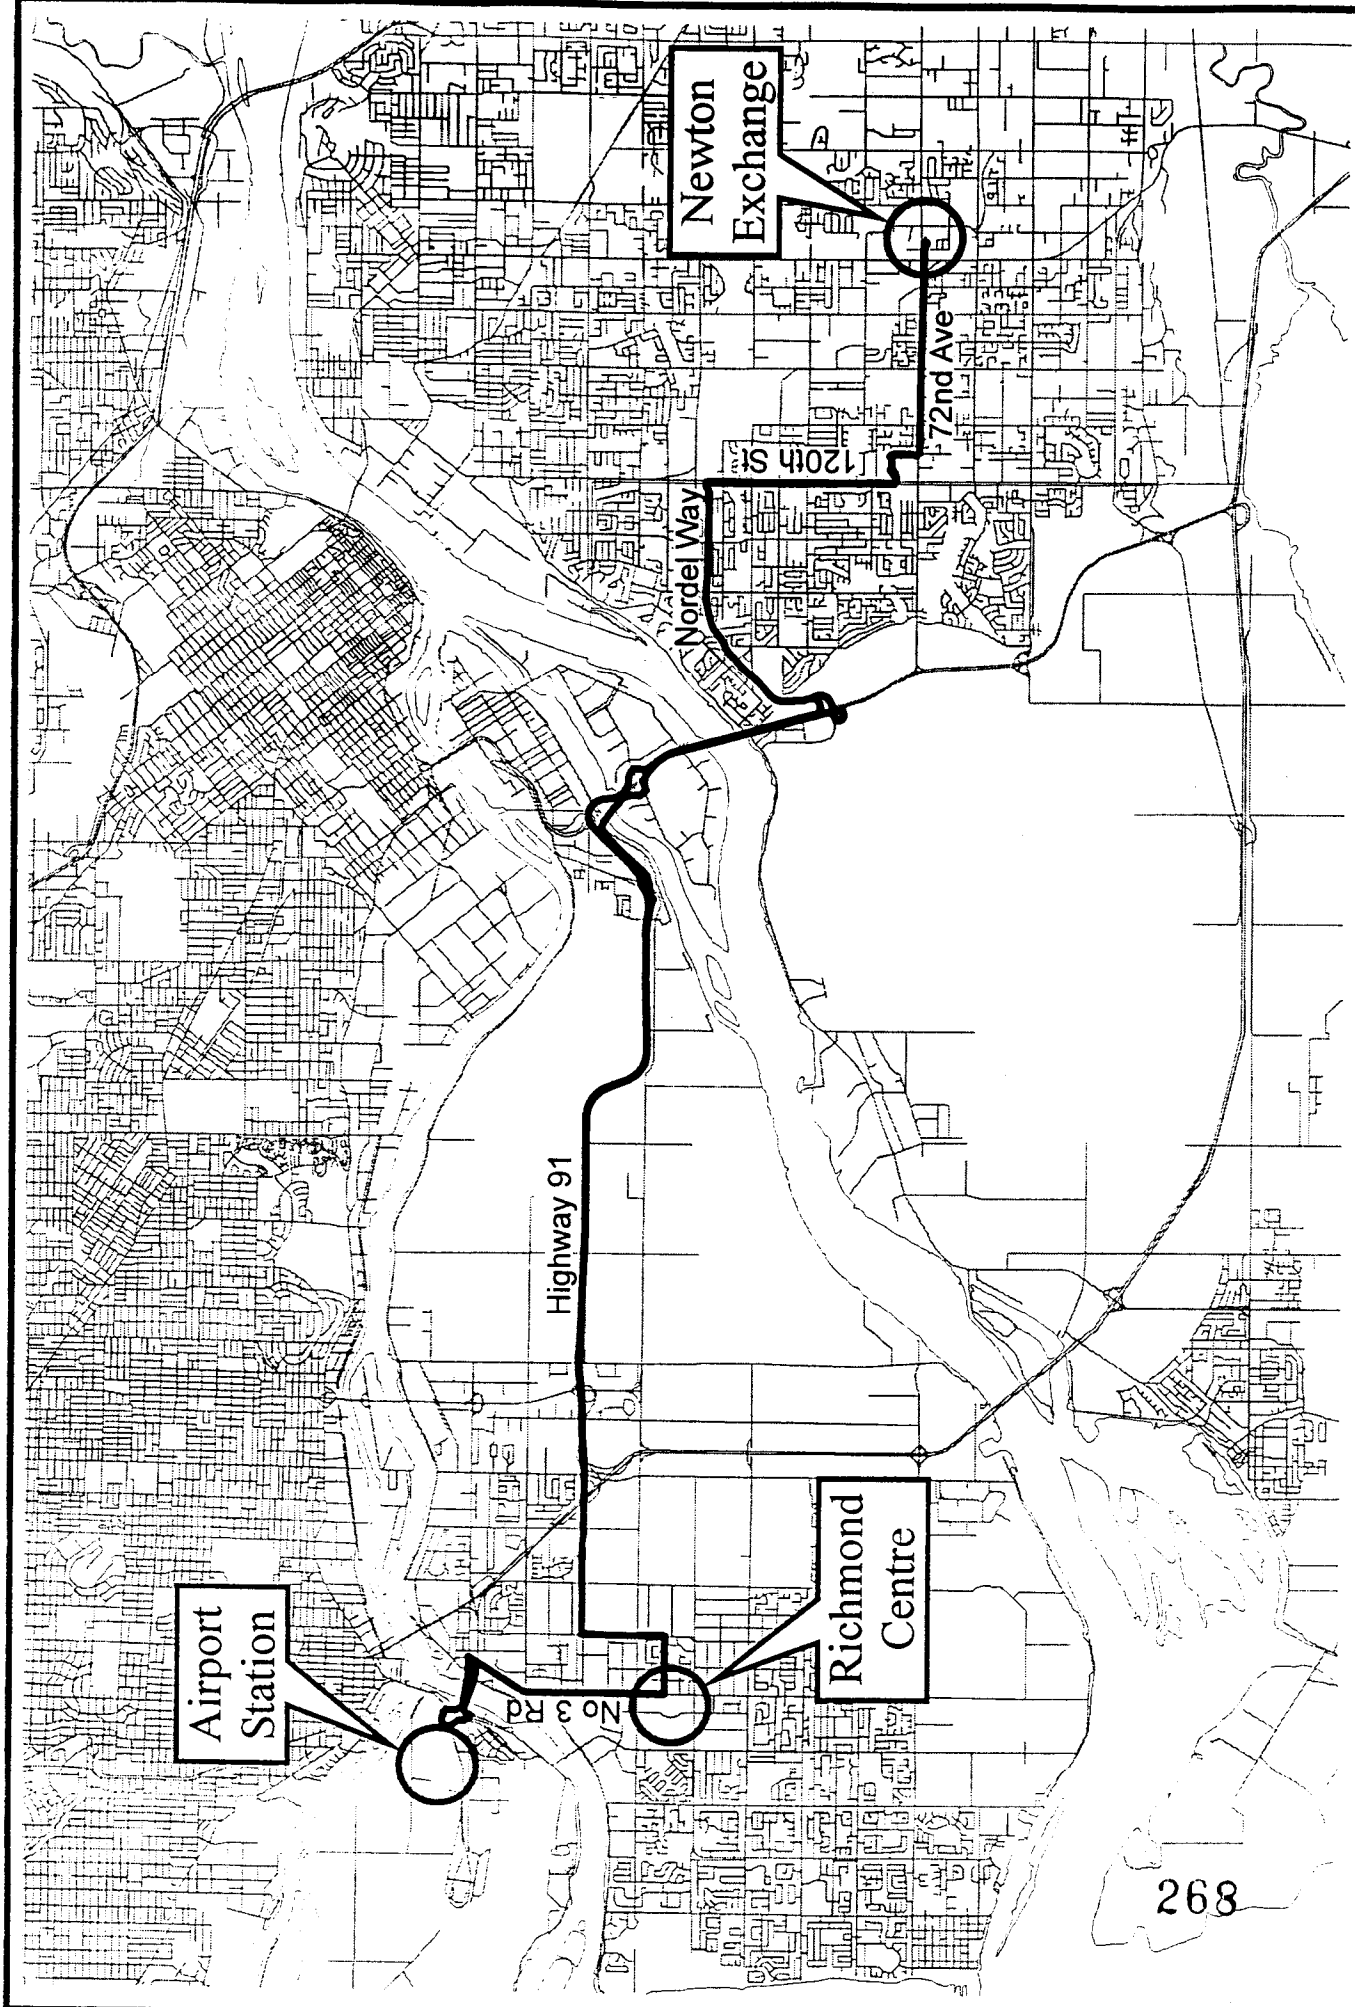 Airport
Station
No 3 Rd
Richmond
Centre
Highway 91
Nordel Way
120th St
72nd Ave
Newton
Exchange
268